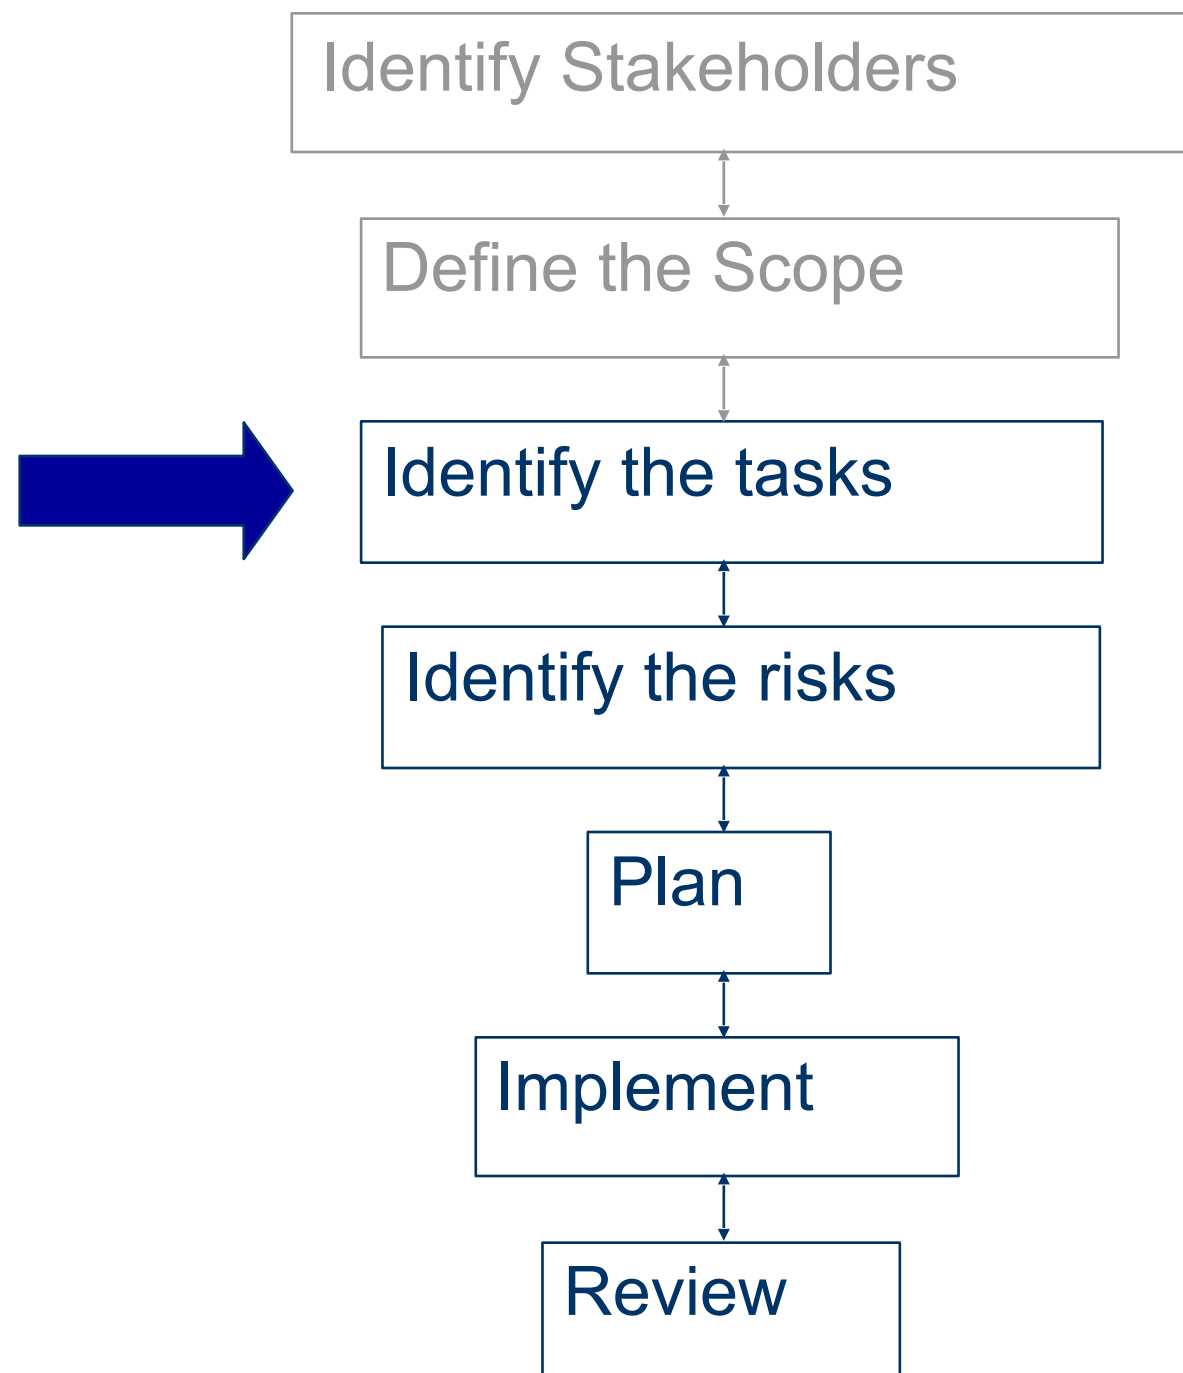 Identify Stakeholders
Define the Scope
Identify the tasks
Identify the risks
Plan
Implement
Review